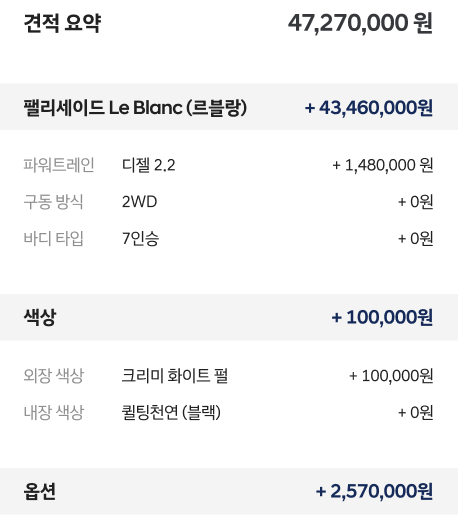 견적 요약 47,270,000 원
팰리세이드 Le Blanc (르블랑) + 43,460,000원
파워트레인 디젤 2.2 + 1,480,000 원
구동 방식 2WD + 0원
바디 타입 7인승 + 0원
색상 + 100,000원
외장 색상 크리미 화이트 펄 + 100,000원
내장 색상 퀼팅천연 (블랙) + 0원
옵션 + 2,570,000원